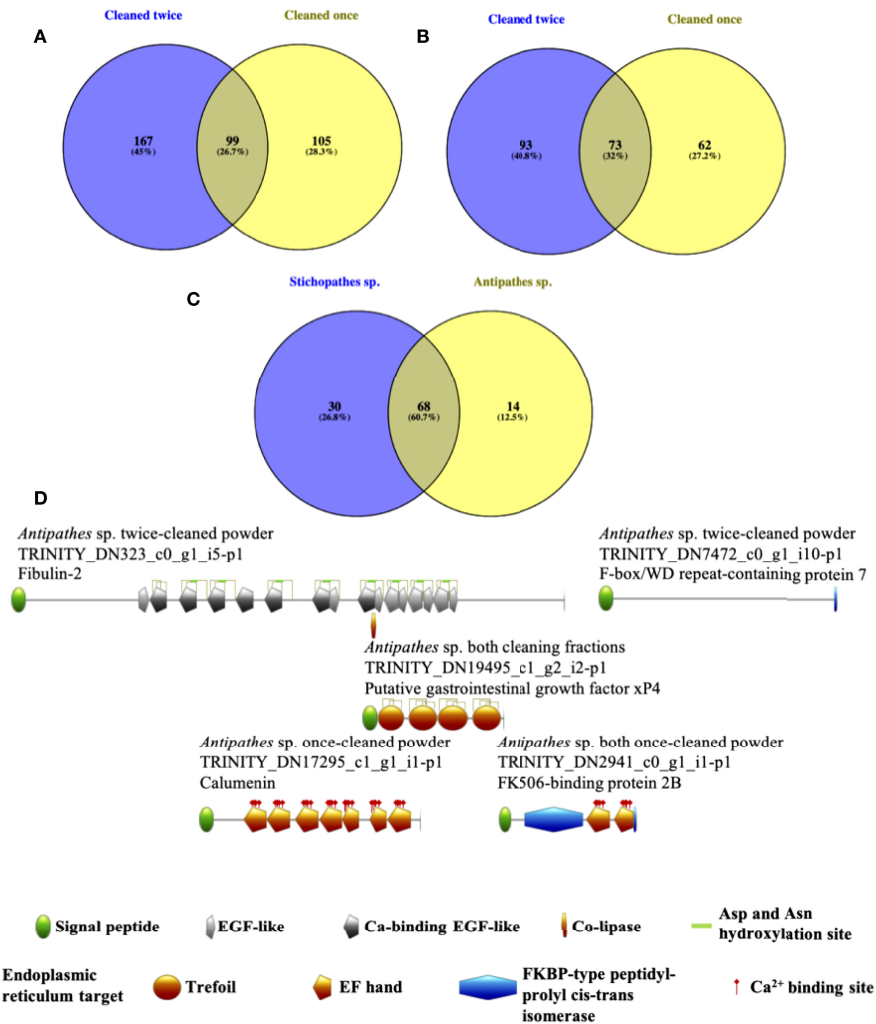 Cleaned twice Cleaned once
A
167
(45%)
99
(26.7%)
105
(28.3%)
Cleaned twice Cleaned once
B
93
(40.8%)
73
(32%)
62
(27.2%)
Stichopathes sp. Antipathes sp.
C
30
(26.8%)
68
(60.7%)
14
(12.5%)
D
Antipathes sp. twice-cleaned powder
TRINITY_DN323_c0_g1_i5-p1
Fibulin-2
Antipathes sp. twice-cleaned powder
TRINITY_DN7472_c0_g1_i10-p1
F-box/WD repeat-containing protein 7
Antipathes sp. both cleaning fractions
TRINITY_DN19495_c1_g2_i2-p1
Putative gastrointestinal growth factor xP4
Antipathes sp. once-cleaned powder
TRINITY_DN17295_c1_g1_i1-p1
Calumenin
Antipathes sp. both once-cleaned powder
TRINITY_DN2941_c0_g1_i1-p1
FK506-binding protein 2B
Signal peptide
EGF-like
Ca-binding EGF-like
Co-lipase
Asp and Asn
hydroxylation site
Endoplasmic
reticulum target
Trefoil
EF hand
FKBP-type peptidyl-
prolyl cis-trans
isomerase
Ca²⁺ binding site